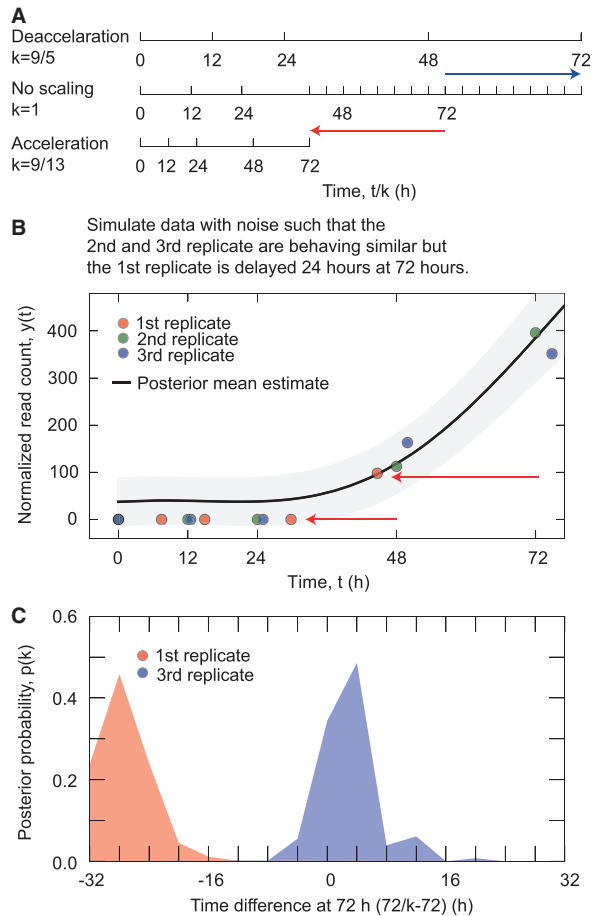 A
Deaccelaration
k=9/5
0 12 24 48 72
No scaling
k=1
0 12 24 48 72
Acceleration
k=9/13
0 12 24 48 72
Time, t/k (h)
B
Simulate data with noise such that the
2nd and 3rd replicate are behaving similar but
the 1st replicate is delayed 24 hours at 72 hours.
Normalized read count, y(t)
400
300
200
100
0
1st replicate
2nd replicate
3rd replicate
Posterior mean estimate
0 12 24 48 72
Time, t (h)
C
Posterior probability, p(k)
0.6
0.4
0.2
0.0
1st replicate
3rd replicate
-32 -16 0 16 32
Time difference at 72 h (72/k-72) (h)